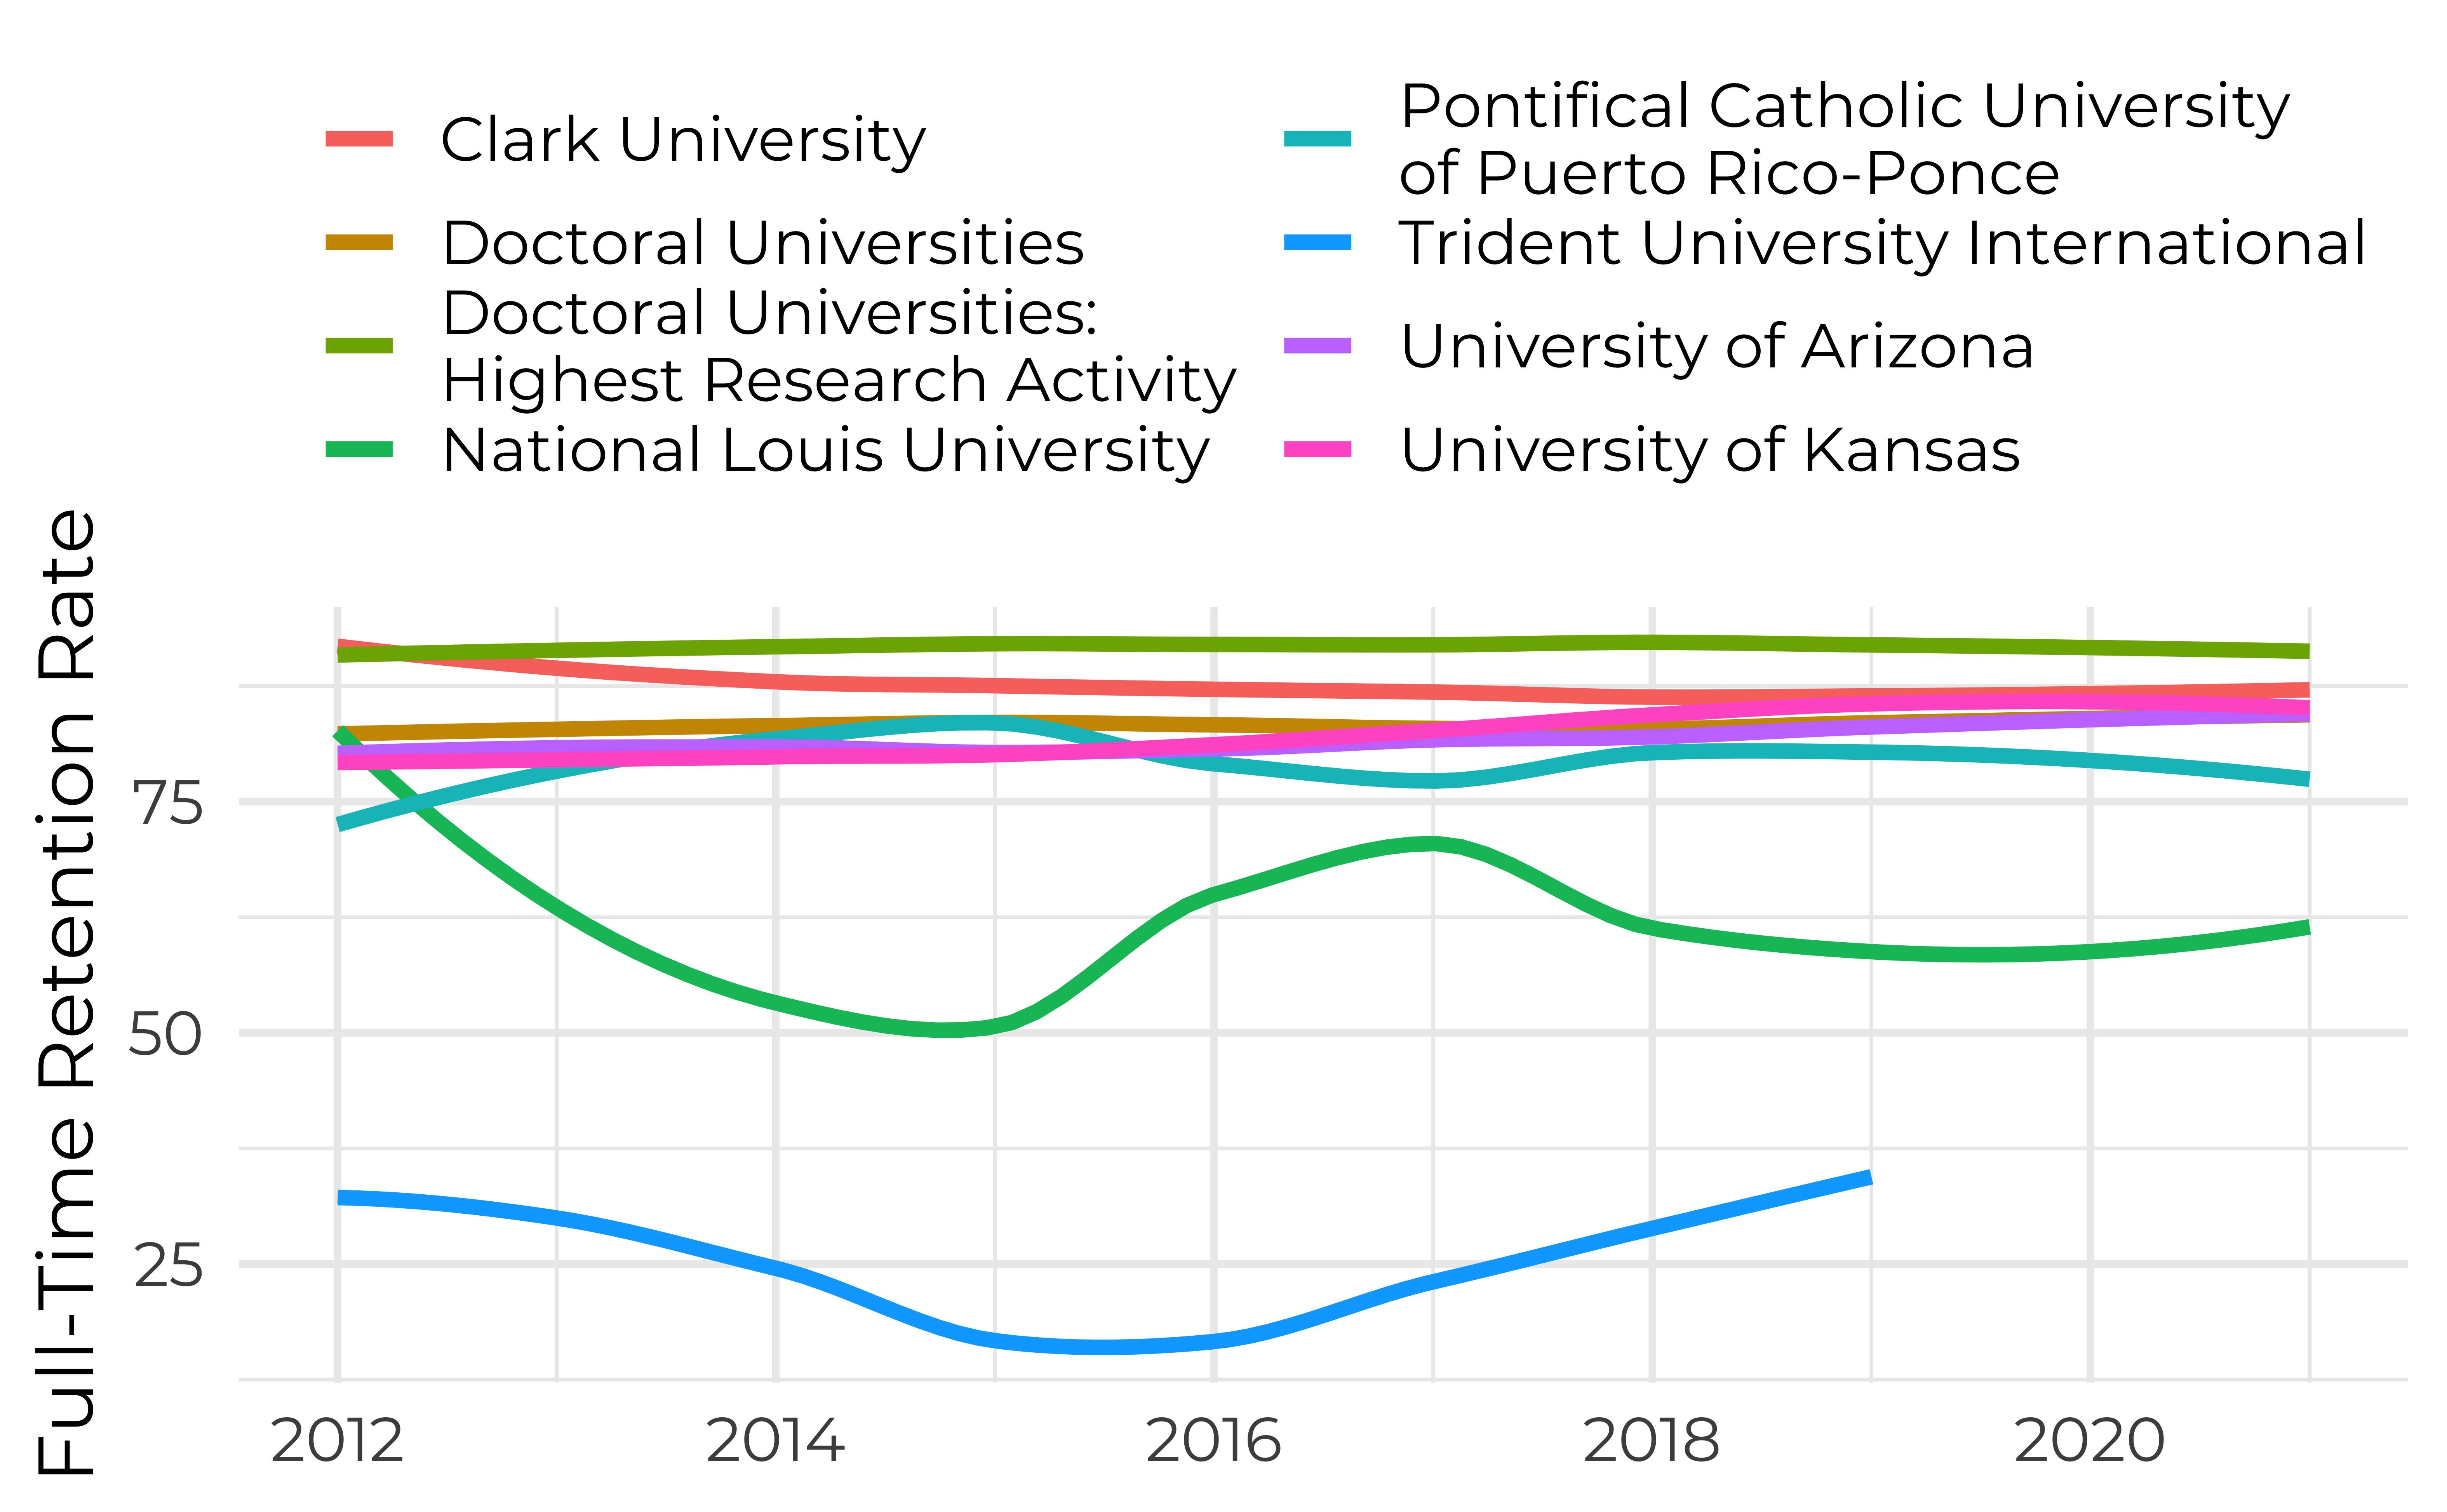 Clark University
Doctoral Universities
Doctoral Universities:
Highest Research Activity
National Louis University
Pontifical Catholic University
of Puerto Rico-Ponce
Trident University International
University of Arizona
University of Kansas
Full-Time Retention Rate
75
50
25
2012
2014
2016
2018
2020